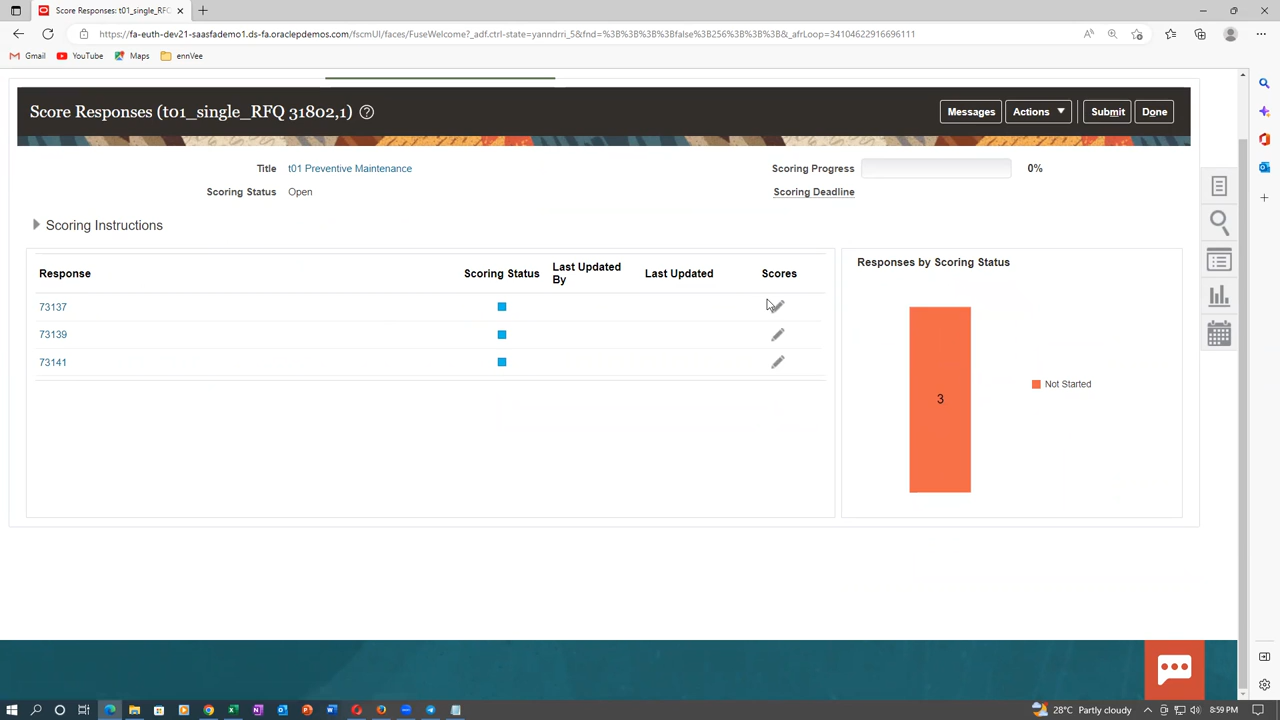 Score Responses: t01_single_RFQ
https://fa-euth-dev21-saasfademo1.ds-fa.oraclepdemos.com/fscmUI/faces/FuseWelcome?_adf.ctrl-state=yanndrri_5&fnd=%3B%3B%3B%3Bfalse%3B256%3B%3B%3B&_afrLoop=34104622916696111
Gmail YouTube Maps ennVee
Score Responses (t01_single_RFQ 31802,1) ?
Messages Actions Submit Done
Title t01 Preventive Maintenance
Scoring Progress 0%
Scoring Status Open
Scoring Deadline
Scoring Instructions
Response Scoring Status Last Updated By Last Updated Scores
73137
73139
73141
Responses by Scoring Status
3
Not Started
28°C Partly cloudy 8:59 PM